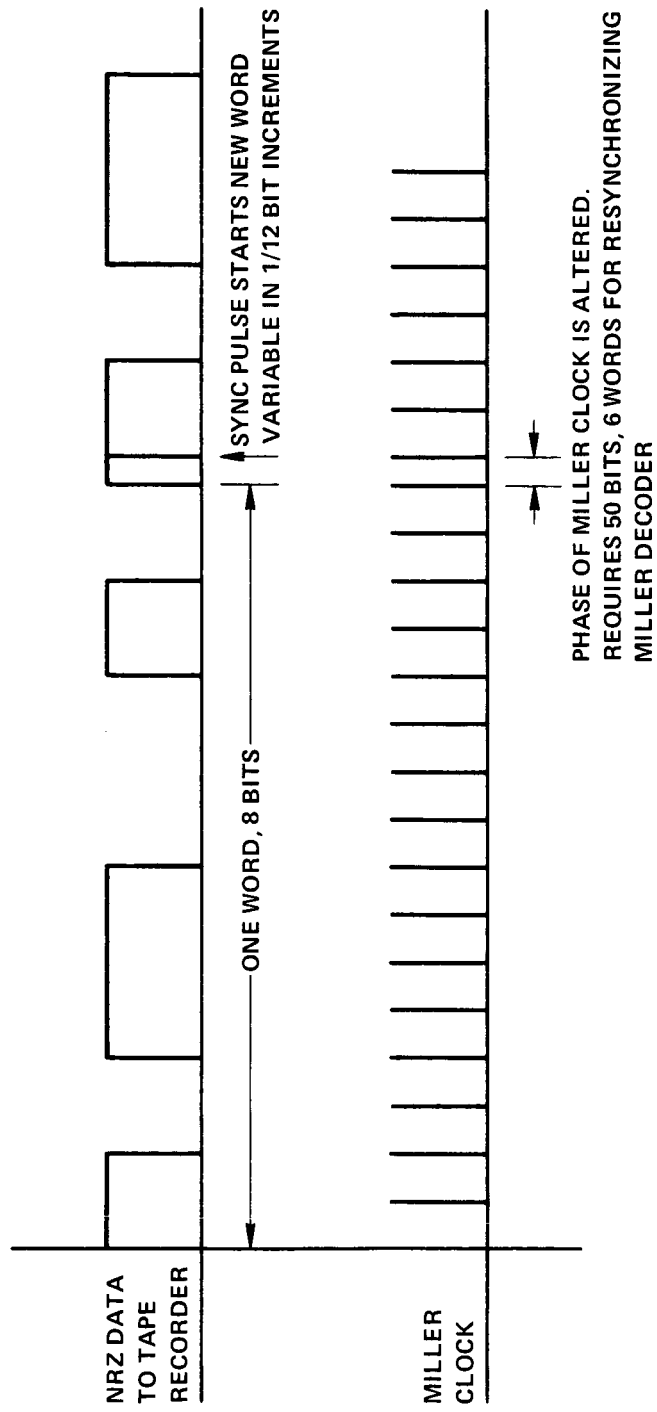 NRZ DATA
TO TAPE
RECORDER
SYNC PULSE STARTS NEW WORD
VARIABLE IN 1/12 BIT INCREMENTS
ONE WORD, 8 BITS
MILLER
CLOCK
PHASE OF MILLER CLOCK IS ALTERED.
REQUIRES 50 BITS, 6 WORDS FOR RESYNCHRONIZING
MILLER DECODER